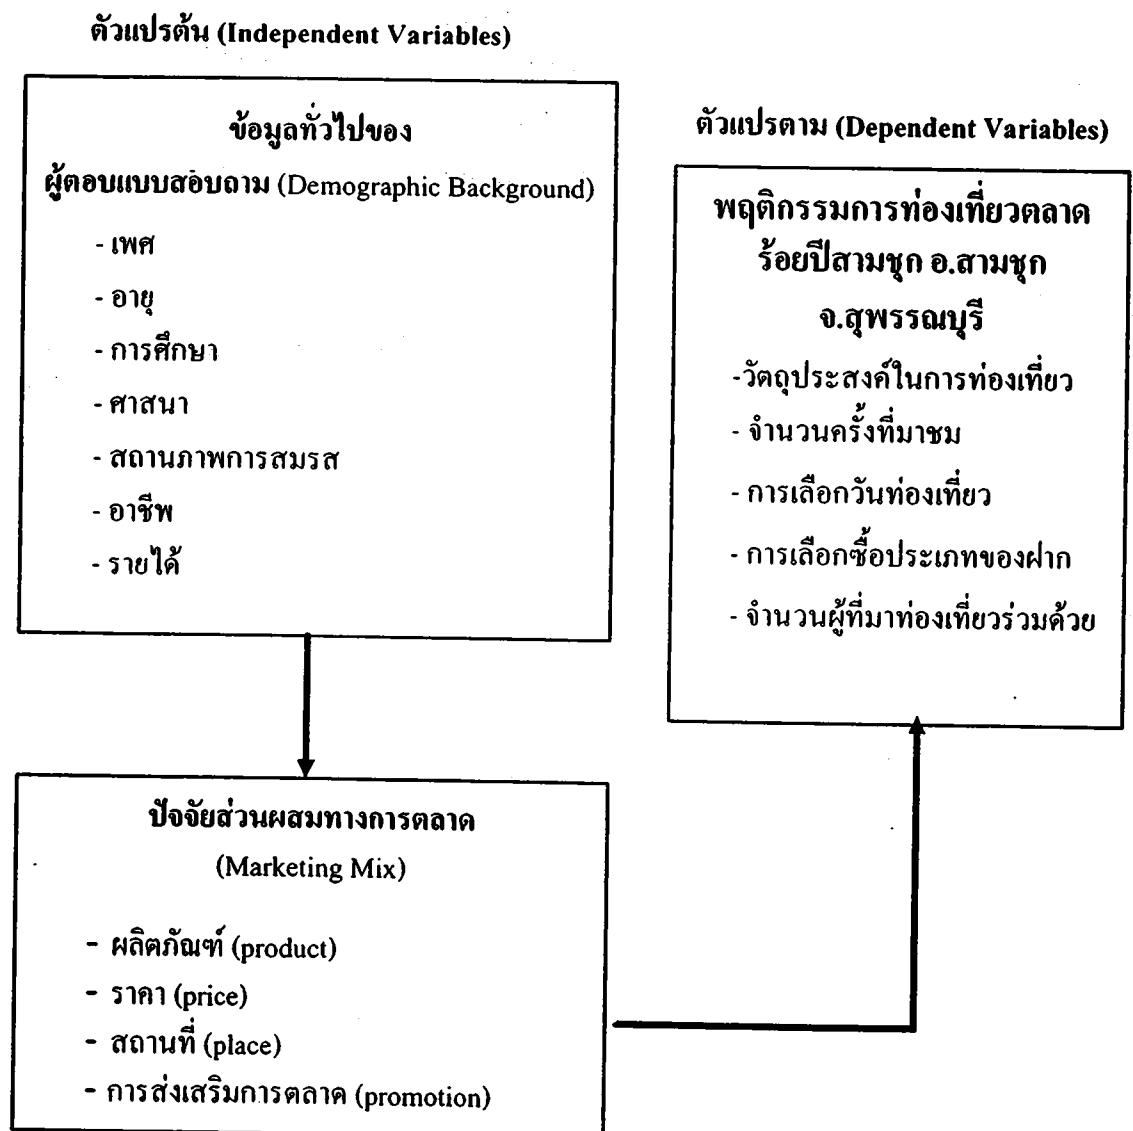 ตัวแปรต้น (Independent Variables)
ข้อมูลทั่วไปของ
ผู้ตอบแบบสอบถาม (Demographic Background)
- เพศ
- อายุ
- การศึกษา
- ศาสนา
- สถานภาพการสมรส
- อาชีพ
- รายได้
ปัจจัยส่วนผสมทางการตลาด
(Marketing Mix)
- ผลิตภัณฑ์ (product)
- ราคา (price)
- สถานที่ (place)
- การส่งเสริมการตลาด (promotion)
ตัวแปรตาม (Dependent Variables)
พฤติกรรมการท่องเที่ยวตลาด
ร้อยปีสามชุก อ.สามชุก
จ.สุพรรณบุรี
-วัตถุประสงค์ในการท่องเที่ยว
- จำนวนครั้งที่มาชม
- การเลือกวันท่องเที่ยว
- การเลือกซื้อประเภทของฝาก
- จำนวนผู้ที่มาท่องเที่ยวร่วมด้วย